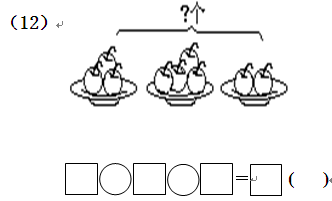 ?个
(12)
= ( )